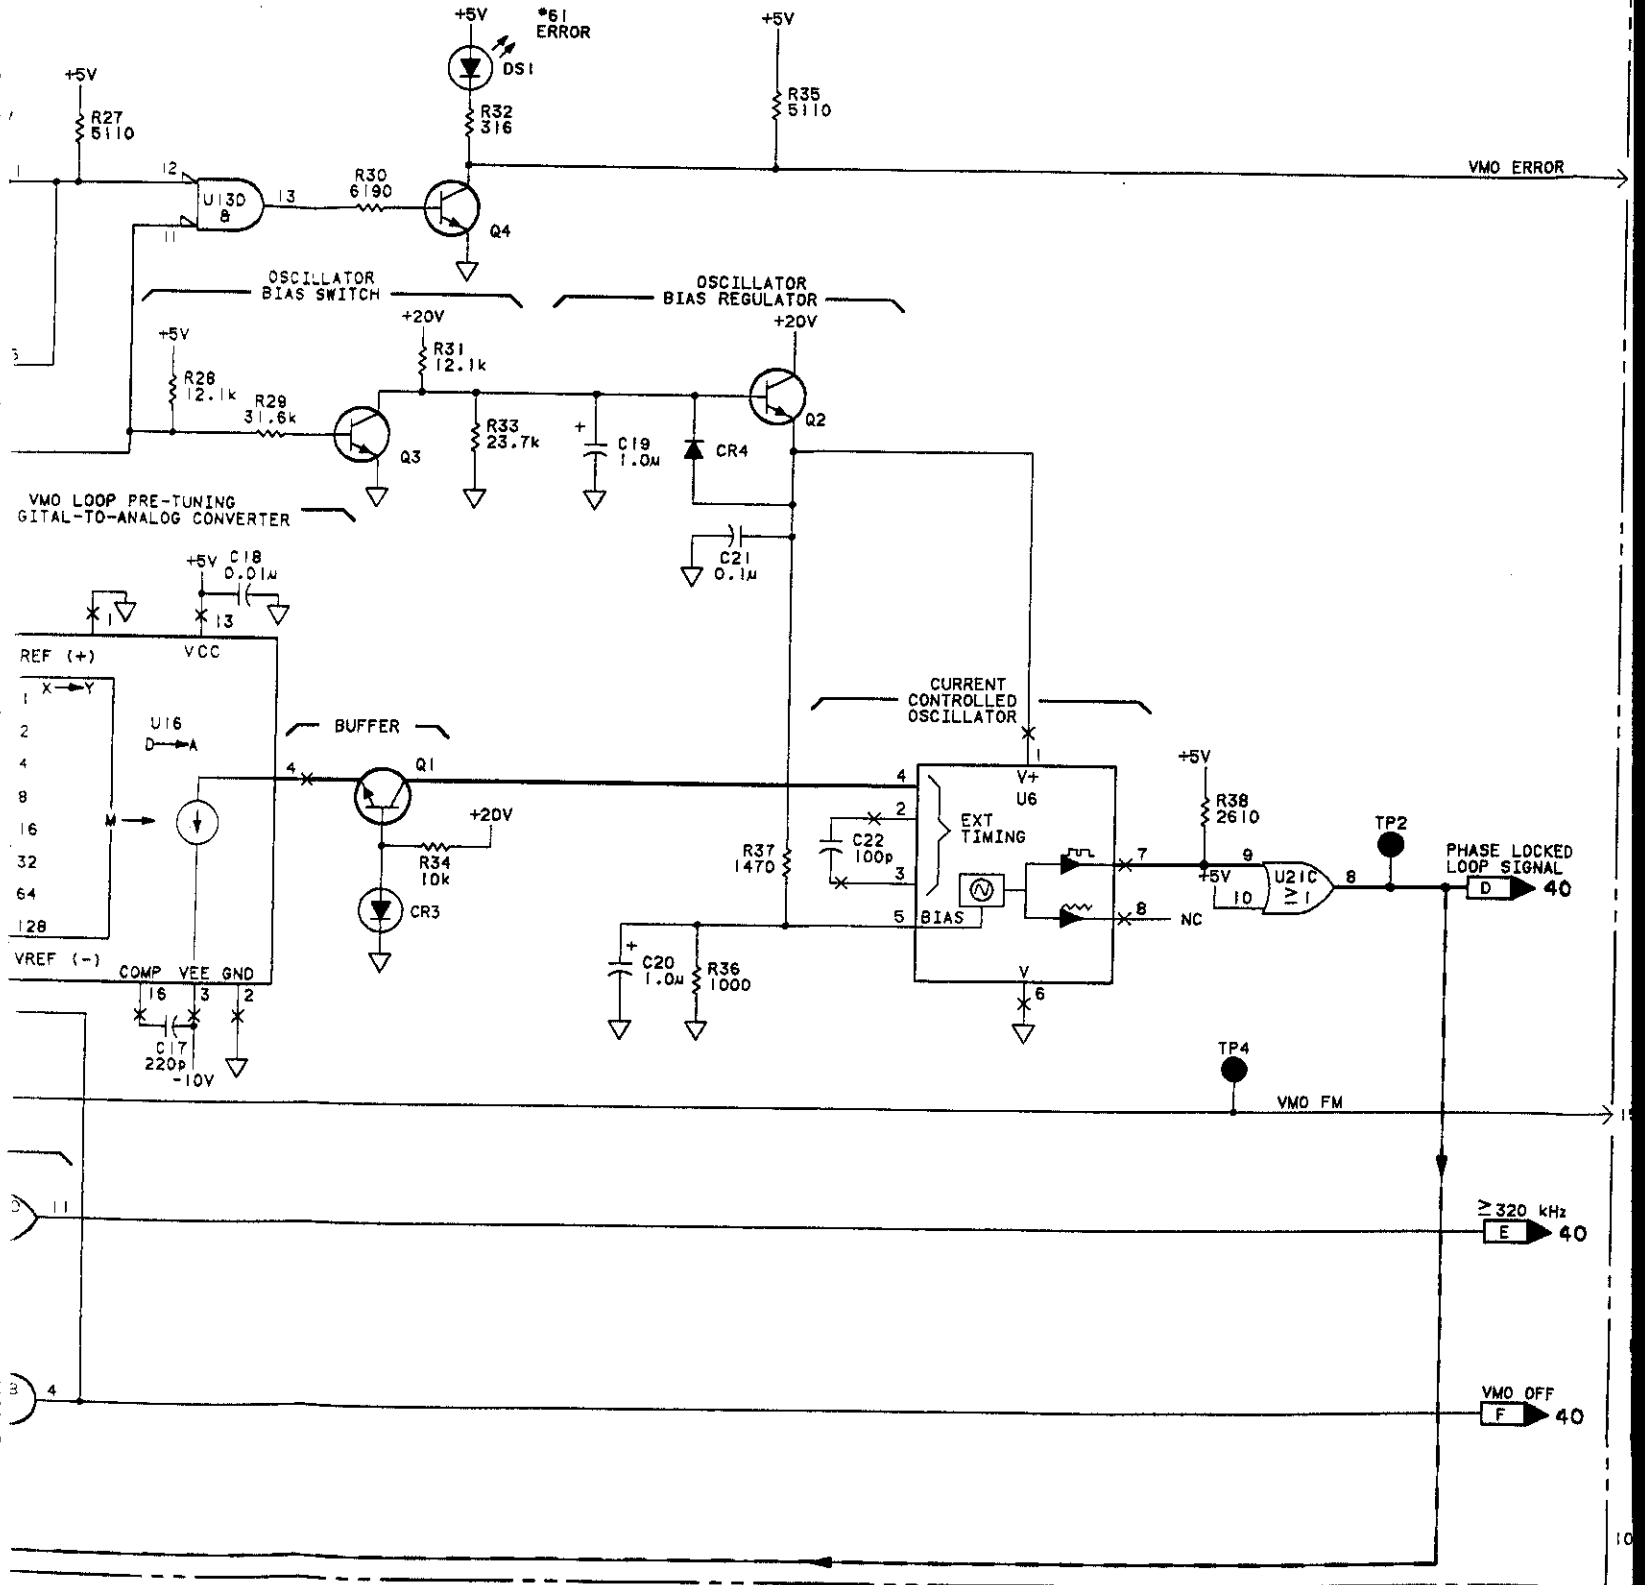 +5V
*61
ERROR
DS1
R32
316
+5V
R35
5110
+5V
R27
5110
1
12
11
U13D
&
13
R30
6190
Q4
VMO ERROR
OSCILLATOR
BIAS SWITCH
OSCILLATOR
BIAS REGULATOR
+5V
R28
12.1k
R29
31.6k
Q3
+20V
R31
12.1k
R33
23.7k
+
C19
1.0µ
CR4
+20V
Q2
C21
0.1µ
VMO LOOP PRE-TUNING
GITAL-TO-ANALOG CONVERTER
+5V
C18
0.01µ
1
13
VCC
REF (+)
X→Y
1
2
4
8
16
32
64
128
U16
D→A
M
VREF (-)
COMP
VEE
GND
16
3
2
C17
220p
-10V
BUFFER
4
Q1
+20V
R34
10k
CR3
CURRENT
CONTROLLED
OSCILLATOR
1
V+
U6
4
2
3
EXT
TIMING
C22
100p
R37
1470
5
BIAS
+
C20
1.0µ
R36
1000
V
6
7
8
NC
+5V
R38
2610
9
+5V
10
U21C
≥1
8
TP2
PHASE LOCKED
LOOP SIGNAL
D
40
TP4
VMO FM
11
≥320 kHz
E
40
4
VMO OFF
F
40
10